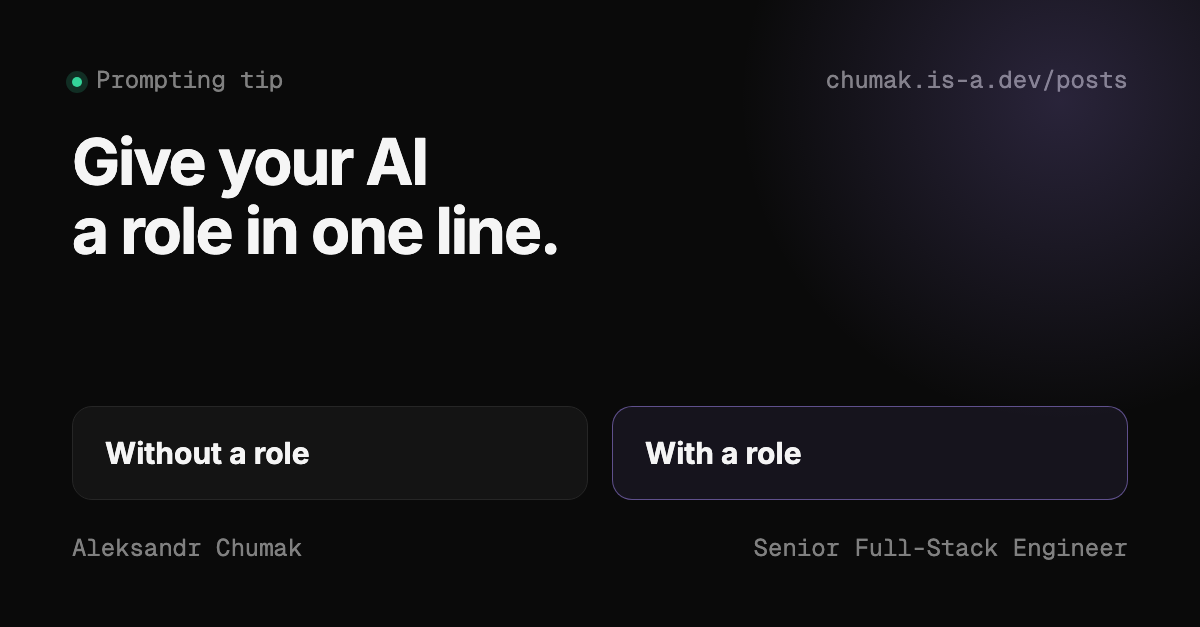 Prompting tip
chumak.is-a.dev/posts
Give your AI
a role in one line.
Without a role
With a role
Aleksandr Chumak
Senior Full-Stack Engineer